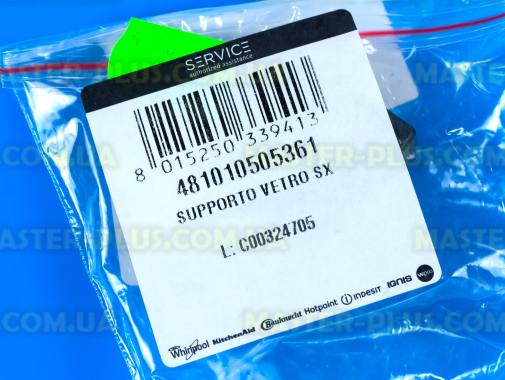 SERVICE
authorized assistance
8 015250 339413
481010505361
SUPPORTO VETRO SX
L: C00324705
Whirlpool KitchenAid Bauknecht Hotpoint indesit IGNIS wpro
MASTER-PLUS.COM.UA